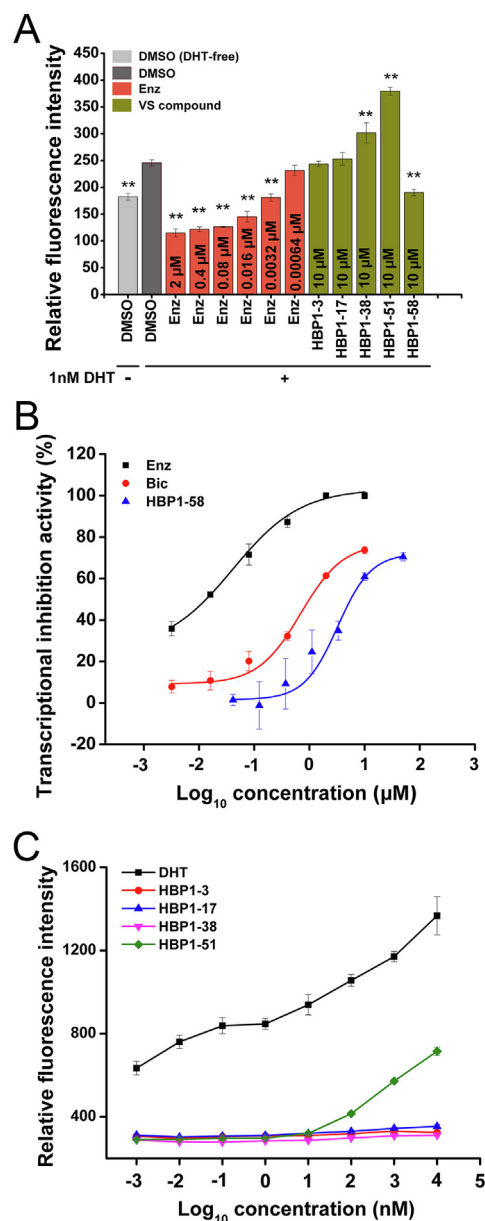 A
DMSO (DHT-free)
DMSO
Enz
VS compound
Relative fluorescence intensity
450
400
350
300
250
200
150
100
50
0
**
**
**
**
**
**
**
**
**
2 µM
0.4 µM
0.08 µM
0.016 µM
0.0032 µM
0.00064 µM
10 µM
10 µM
10 µM
10 µM
10 µM
DMSO
DMSO
Enz
Enz
Enz
Enz
Enz
Enz
HBP1-3
HBP1-17
HBP1-38
HBP1-51
HBP1-58
1nM DHT - +
B
Transcriptional inhibition activity (%)
120
100
80
60
40
20
0
-20
Enz
Bic
HBP1-58
-3 -2 -1 0 1 2 3
Log10 concentration (µM)
C
Relative fluorescence intensity
1600
1200
800
400
DHT
HBP1-3
HBP1-17
HBP1-38
HBP1-51
-3 -2 -1 0 1 2 3 4 5
Log10 concentration (nM)